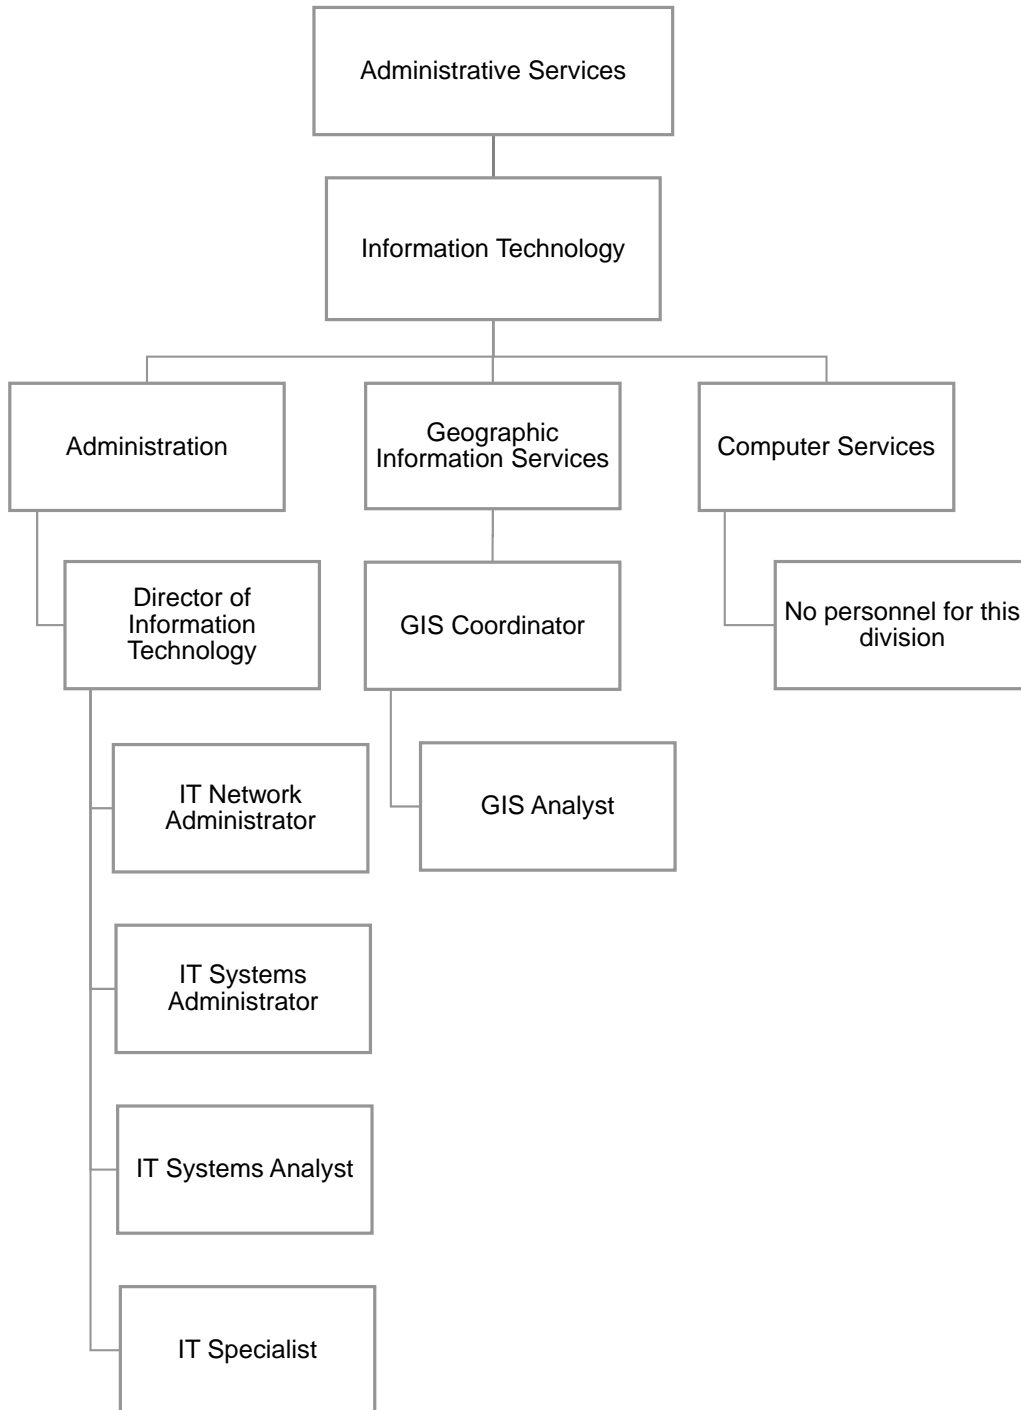 Administrative Services
Information Technology
Administration
Geographic
Information Services
Computer Services
Director of
Information
Technology
GIS Coordinator
No personnel for this
division
IT Network
Administrator
GIS Analyst
IT Systems
Administrator
IT Systems Analyst
IT Specialist